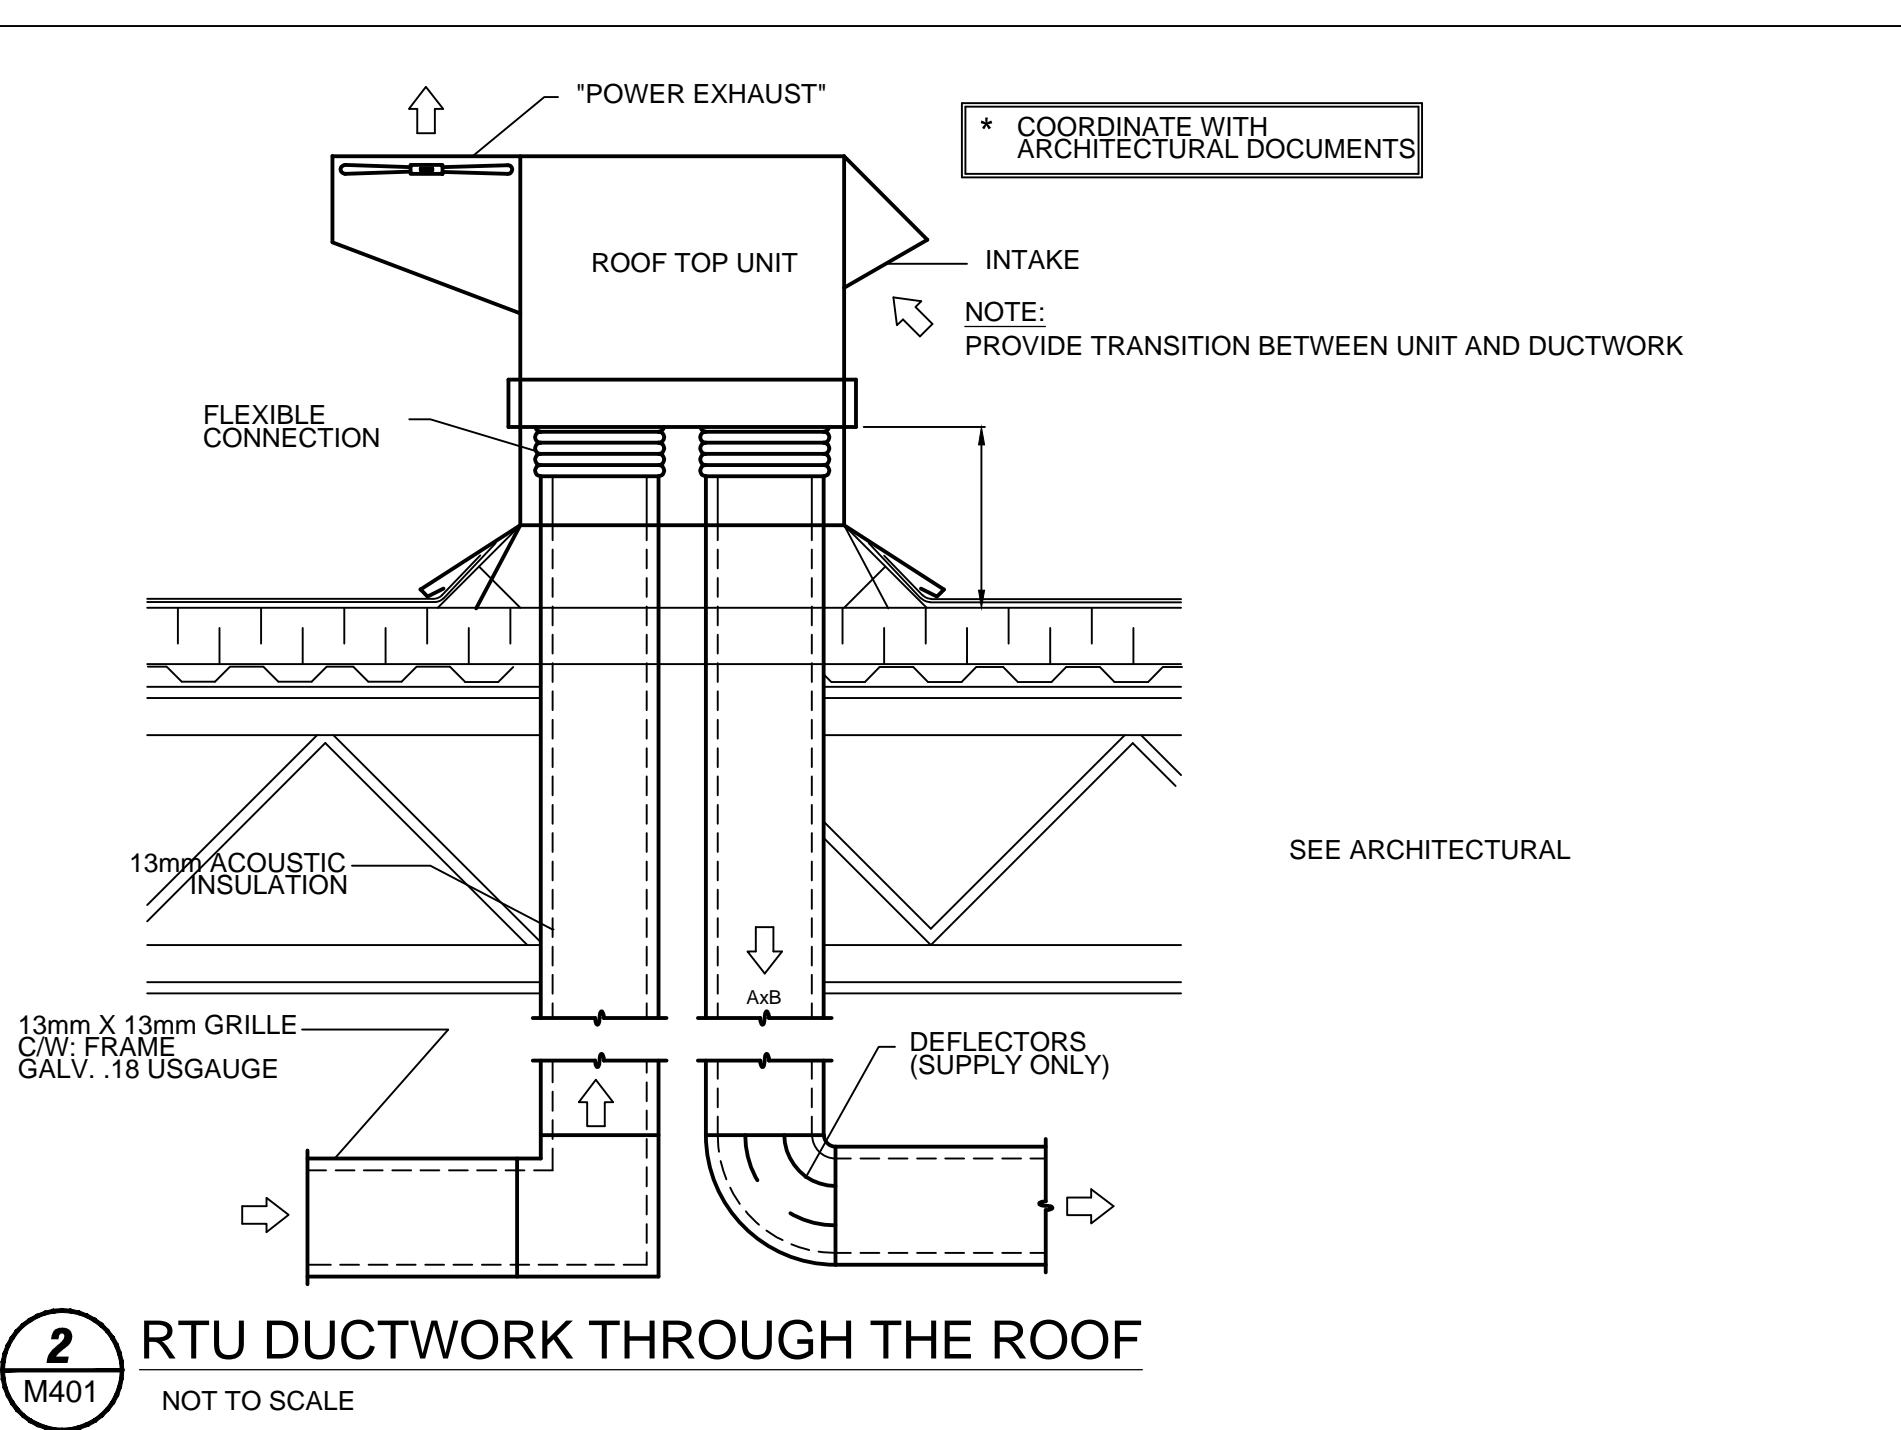 "POWER EXHAUST"
* COORDINATE WITH
ARCHITECTURAL DOCUMENTS
ROOF TOP UNIT
INTAKE
NOTE:
PROVIDE TRANSITION BETWEEN UNIT AND DUCTWORK
FLEXIBLE
CONNECTION
SEE ARCHITECTURAL
13mm ACOUSTIC
INSULATION
AxB
13mm X 13mm GRILLE
C/W: FRAME
GALV. .18 USGAUGE
DEFLECTORS
(SUPPLY ONLY)
2
M401
RTU DUCTWORK THROUGH THE ROOF
NOT TO SCALE